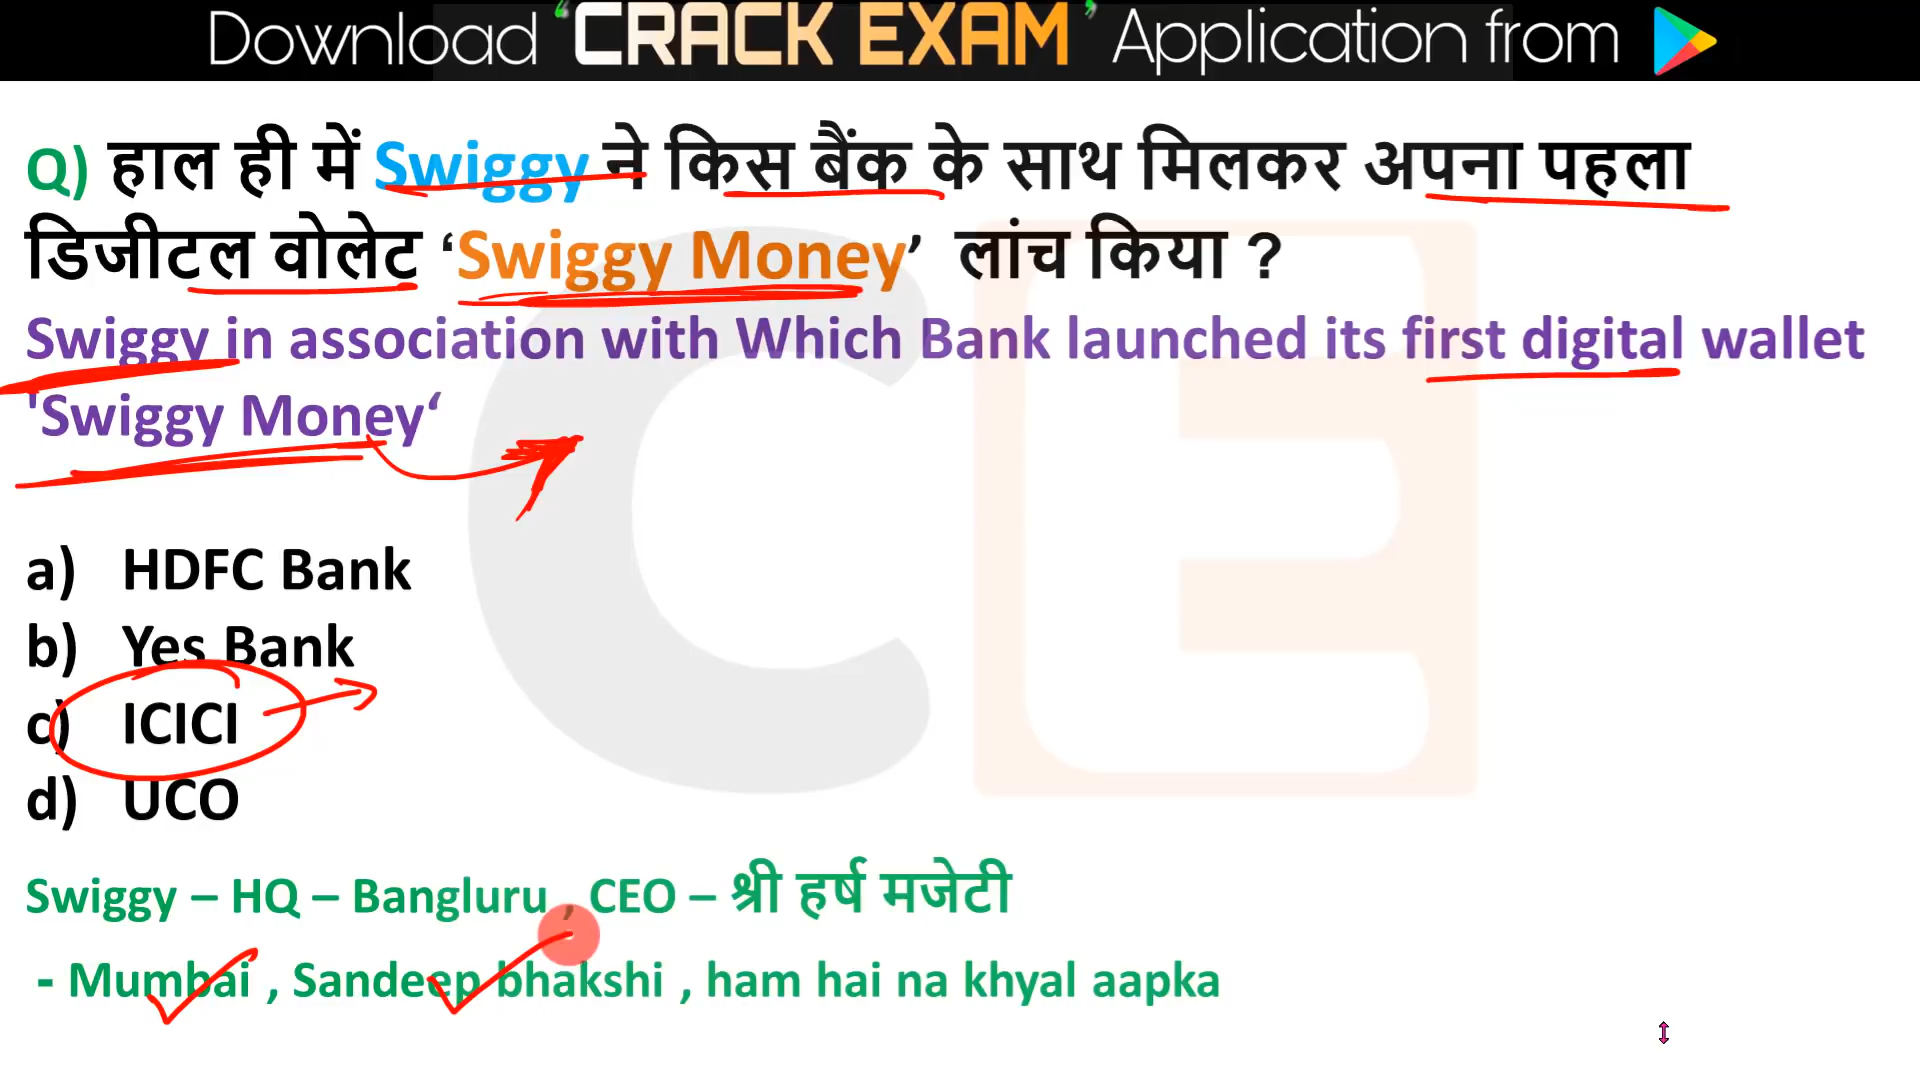 Download ‘CRACK EXAM’ Application from
Q) हाल ही में Swiggy ने किस बैंक के साथ मिलकर अपना पहला
डिजीटल वोलेट ‘Swiggy Money’ लांच किया ?
Swiggy in association with Which Bank launched its first digital wallet
'Swiggy Money‘
a) HDFC Bank
b) Yes Bank
c) ICICI
d) UCO
Swiggy – HQ – Bangluru , CEO – श्री हर्ष मजेटी
- Mumbai , Sandeep bhakshi , ham hai na khyal aapka